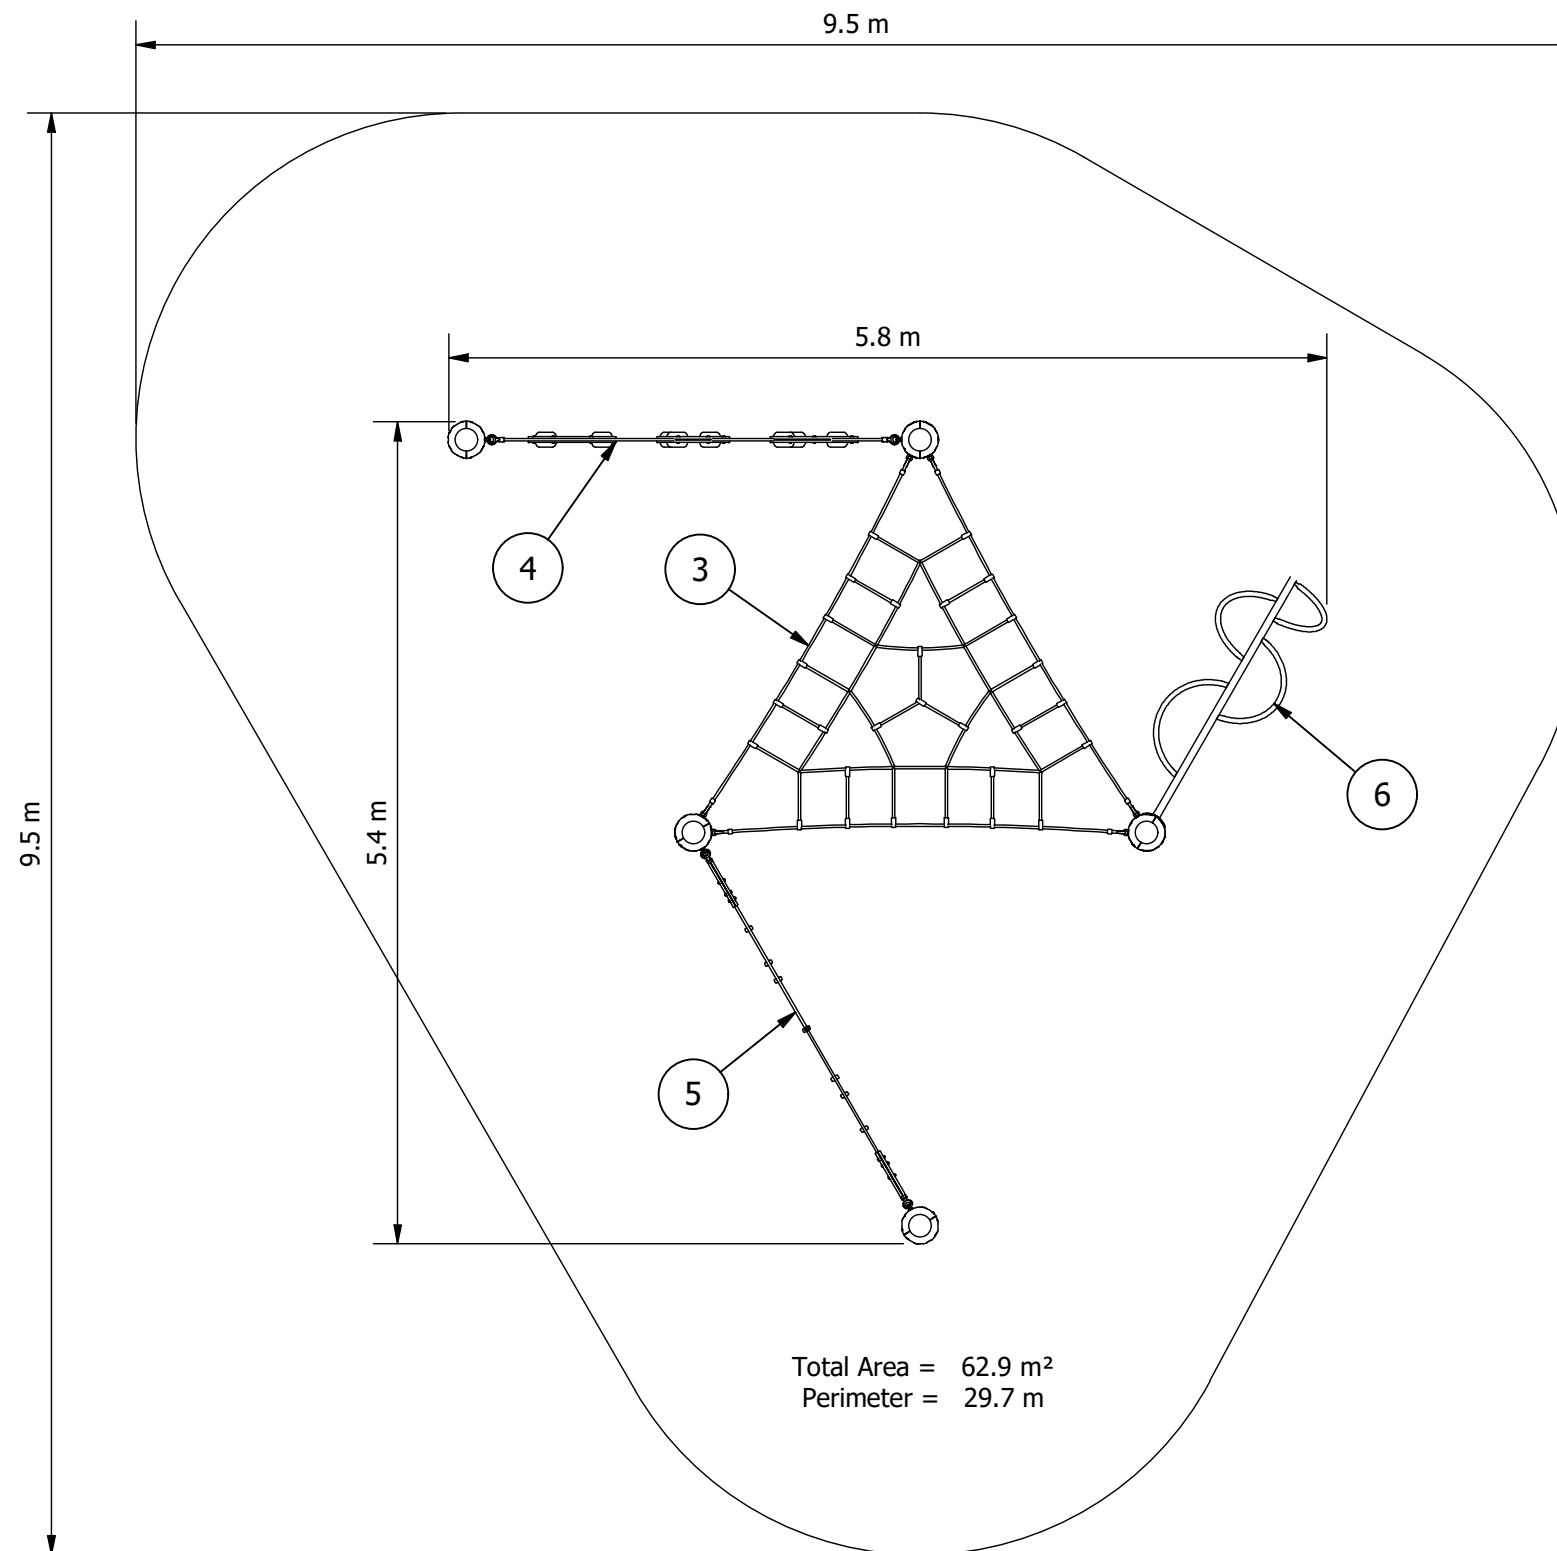 9.5 m
5.8 m
4
3
6
9.5 m
5.4 m
5
Total Area = 62.9 m²
Perimeter = 29.7 m